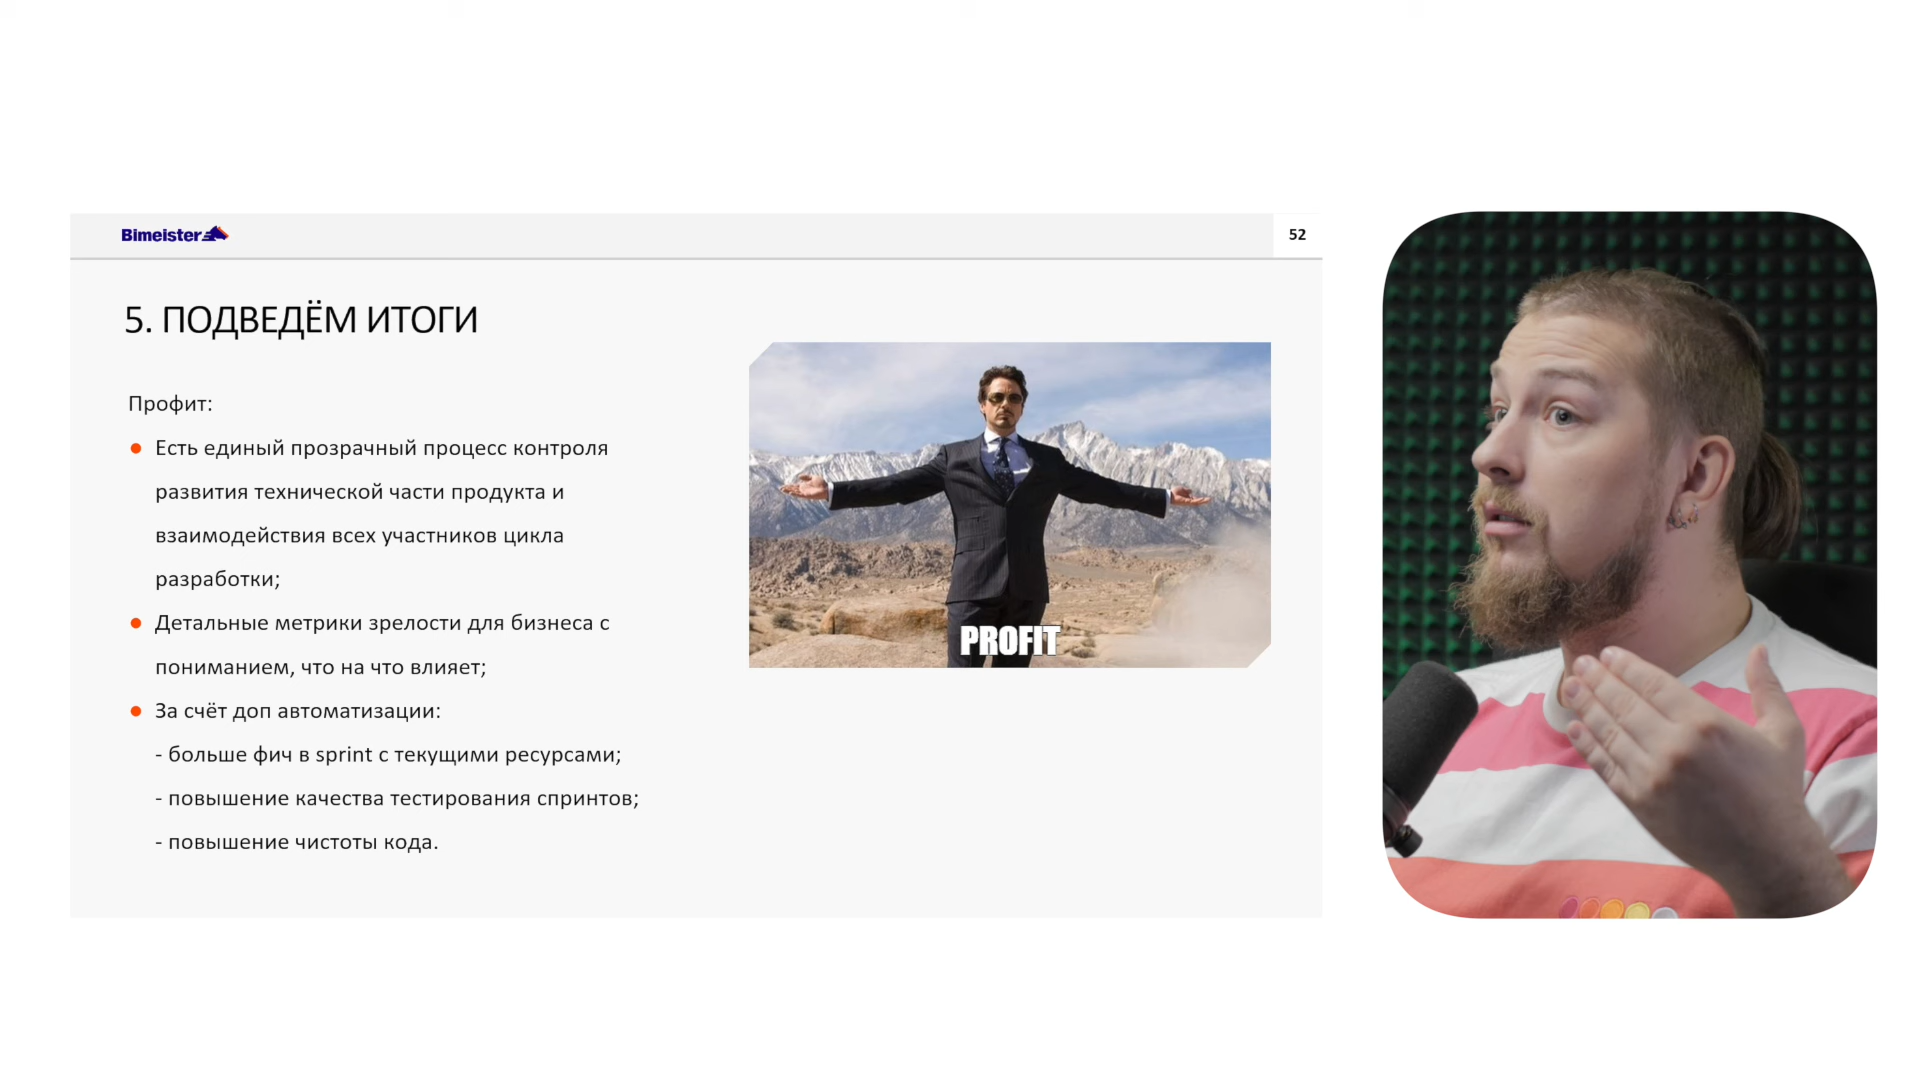 Bimeister
52
5. ПОДВЕДЁМ ИТОГИ
Профит:
Есть единый прозрачный процесс контроля
развития технической части продукта и
взаимодействия всех участников цикла
разработки;
Детальные метрики зрелости для бизнеса с
пониманием, что на что влияет;
За счёт доп автоматизации:
- больше фич в sprint с текущими ресурсами;
- повышение качества тестирования спринтов;
- повышение чистоты кода.
PROFIT